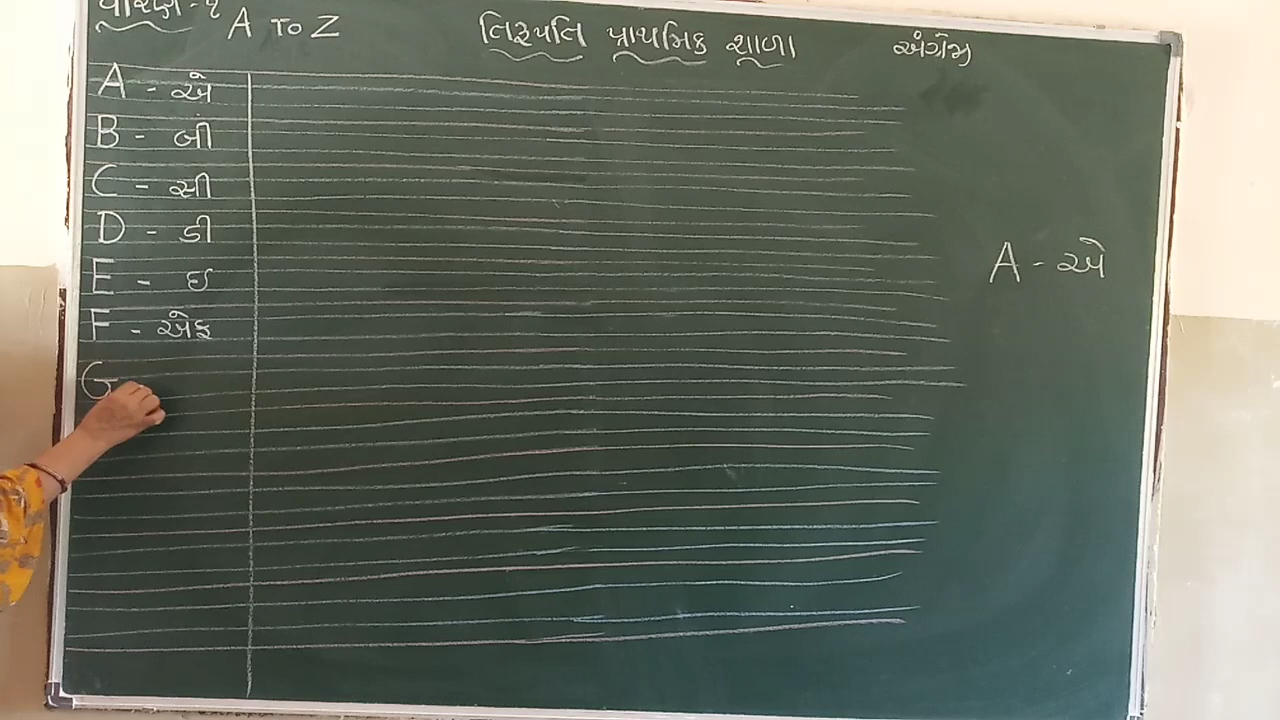 ધોરણ-૧ A TO Z તિરૂપતિ પ્રાથમિક શાળા અંગ્રેજી
A - એ
B - બી
C - સી
D - ડી
E - ઇ
F - એફ
G
A - એ